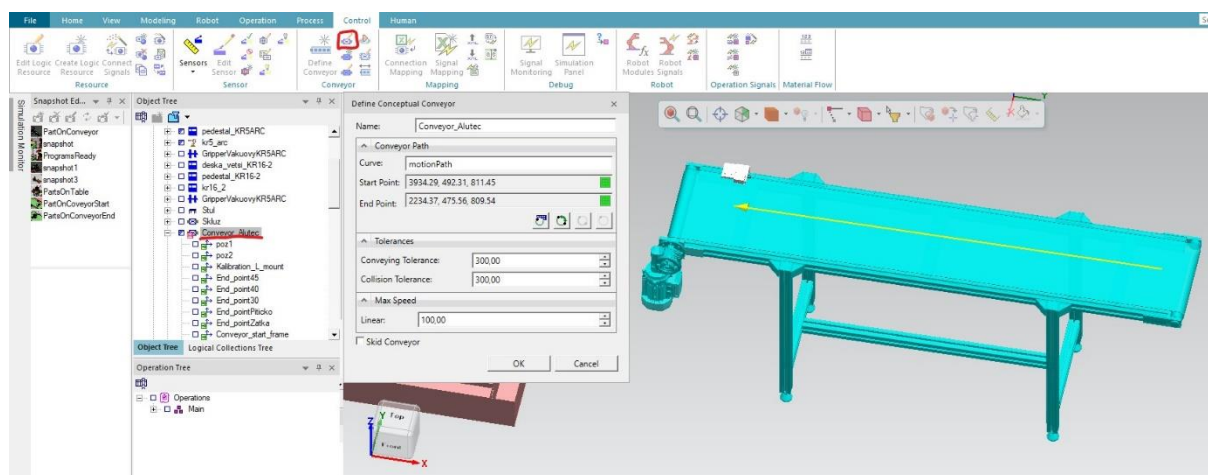 File Home View Modeling Robot Operation Process Control Human
Edit Logic Resource
Create Logic Resource
Connect Signals
Sensors
Edit Sensor
Define Conveyor
Connection Mapping
Signal Mapping
Signal Monitoring
Simulation Panel
Robot Modules
Robot Signals
Resource Sensor Conveyor Mapping Debug Robot Operation Signals Material Flow
Simulation Monitor
Snapshot Ed...
PartOnConveyor
snapshot
ProgramsReady
snapshot1
snapshot3
PartsOnTable
PartOnCoveyorStart
PartsOnConveyorEnd
Object Tree
pedestal_KR5ARC
kr5_arc
GripperVakuovyKR5ARC
deska_vetsi_KR16-2
pedestal_KR16-2
kr16_2
GripperVakuovyKR5ARC
Stul
Skluz
Conveyor_Alutec
poz1
poz2
Kalibration_L_mount
End_point45
End_point40
End_point30
End_pointPiticko
End_pointZatka
Conveyor_start_frame
Object Tree Logical Collections Tree
Operation Tree
Operations
Main
Define Conceptual Conveyor
Name: Conveyor_Alutec
Conveyor Path
Curve: motionPath
Start Point: 3934.29, 492.31, 811.45
End Point: 2234.37, 475.56, 809.54
Tolerances
Conveying Tolerance: 300,00
Collision Tolerance: 300,00
Max Speed
Linear: 100,00
Skid Conveyor
OK Cancel
Y Top
Z
Front
X
Y